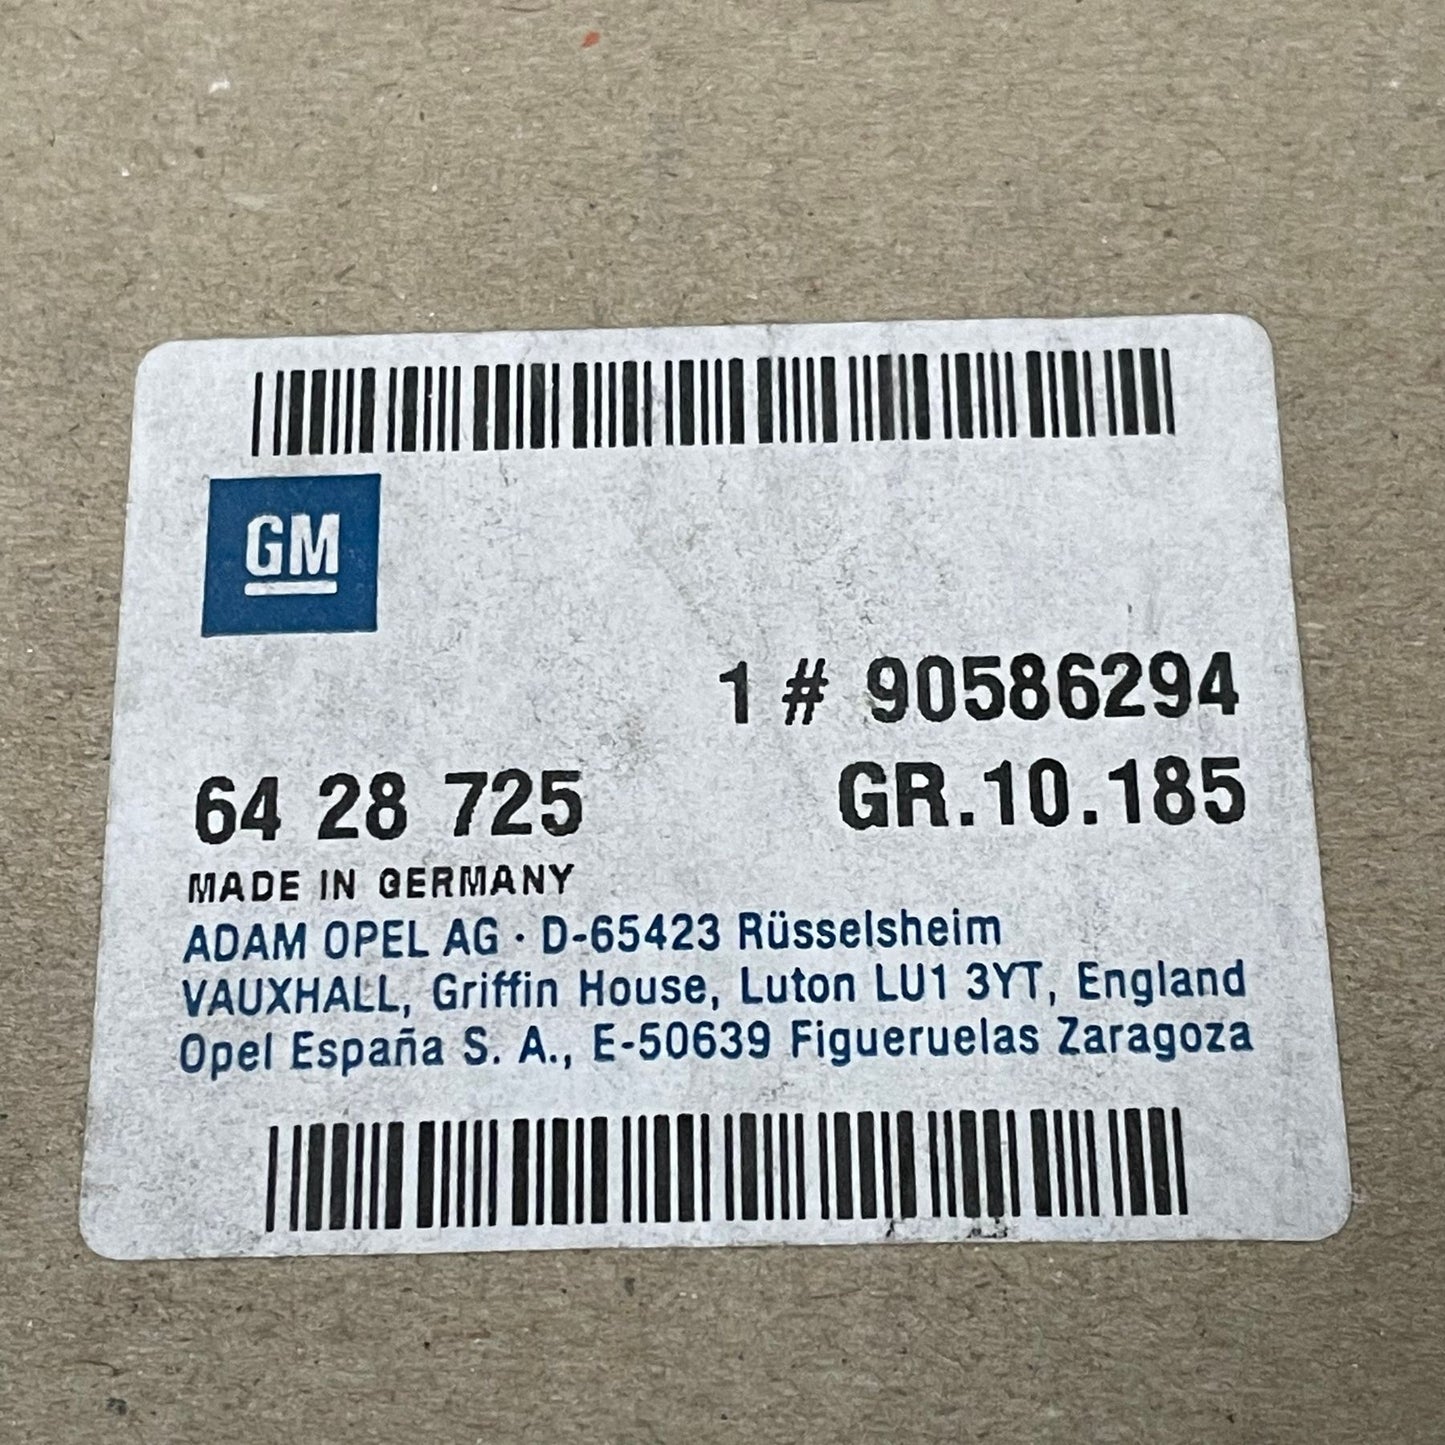 GM
1 # 90586294
64 28 725 GR.10.185
MADE IN GERMANY
ADAM OPEL AG · D-65423 Rüsselsheim
VAUXHALL, Griffin House, Luton LU1 3YT, England
Opel España S. A., E-50639 Figueruelas Zaragoza